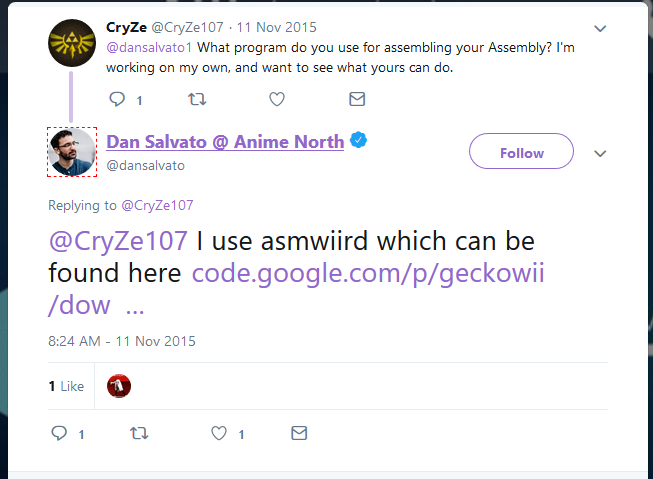 CryZe @CryZe107 · 11 Nov 2015
@dansalvato1 What program do you use for assembling your Assembly? I'm
working on my own, and want to see what yours can do.
1
Dan Salvato @ Anime North
@dansalvato
Follow
Replying to @CryZe107
@CryZe107 I use asmwiird which can be
found here code.google.com/p/geckowii
/dow …
8:24 AM - 11 Nov 2015
1 Like
1 1